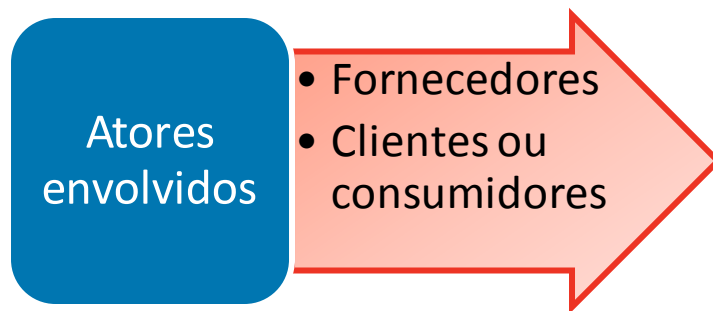 Atores
envolvidos
• Fornecedores
• Clientes ou
consumidores